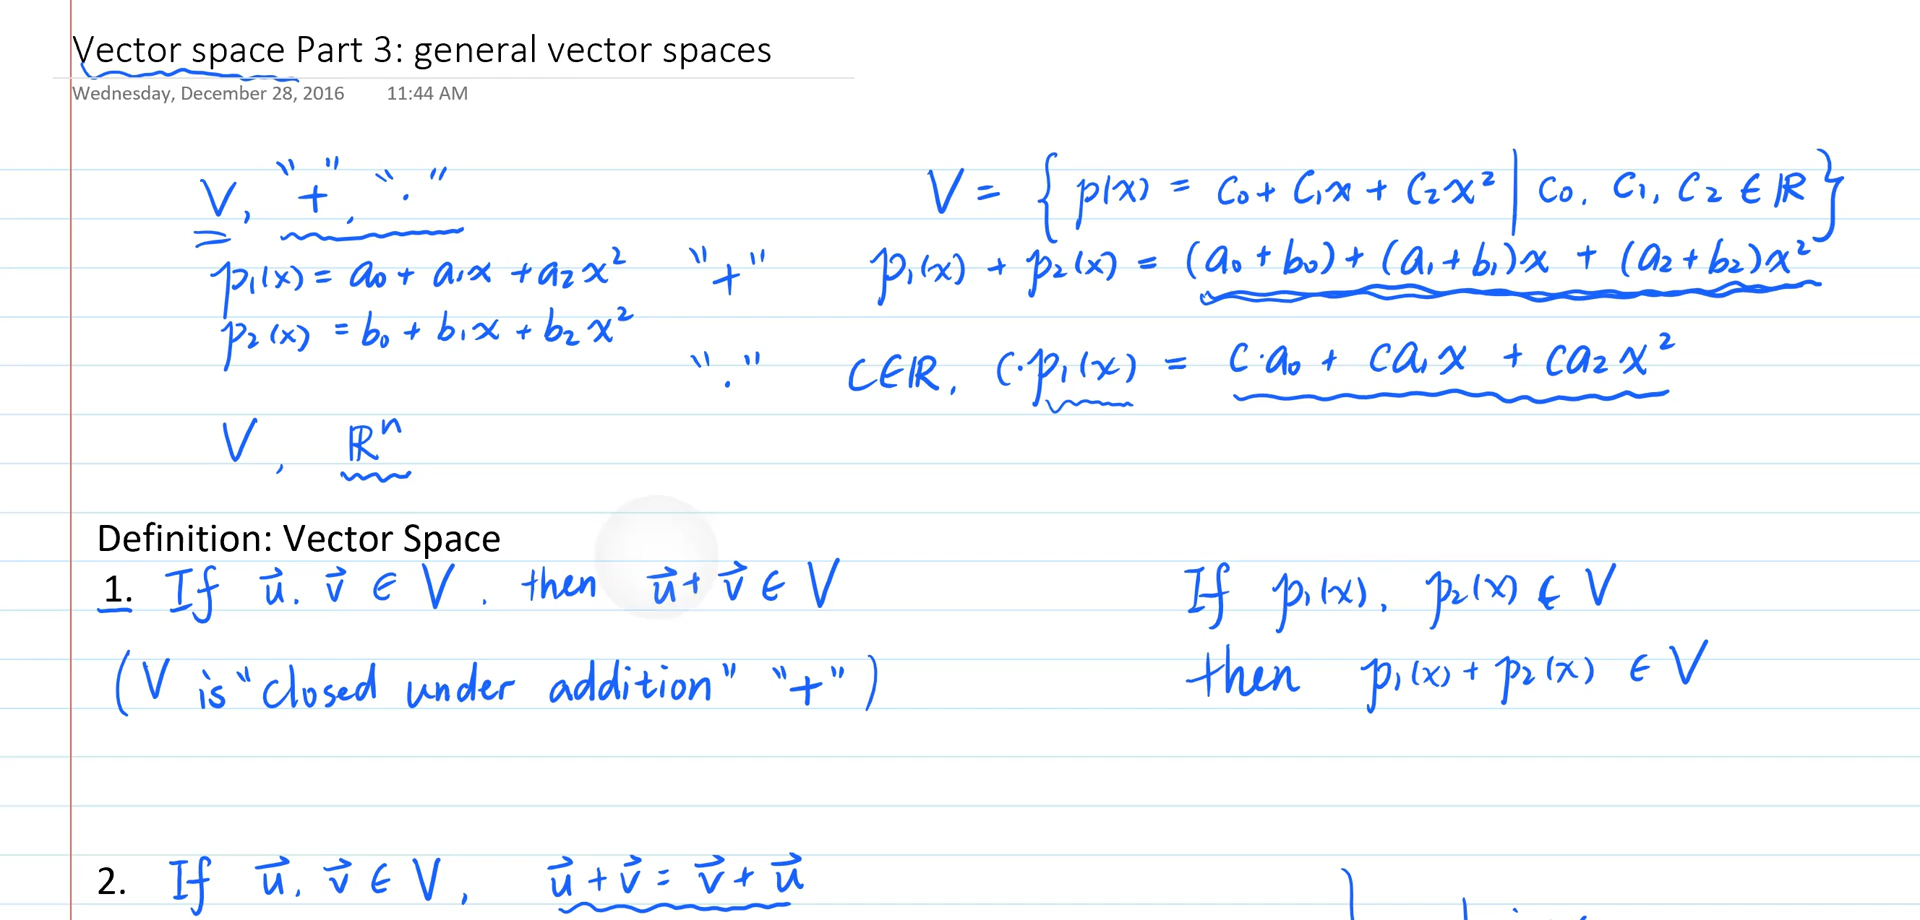 Vector space Part 3: general vector spaces
Wednesday, December 28, 2016 11:44 AM
V, "+", "·"
V = { p(x) = c₀ + c₁x + c₂x² | c₀, c₁, c₂ ∈ ℝ }
p₁(x) = a₀ + a₁x + a₂x² "+" p₁(x) + p₂(x) = (a₀ + b₀) + (a₁ + b₁)x + (a₂ + b₂)x²
p₂(x) = b₀ + b₁x + b₂x²
"·" C∈ℝ, C·p₁(x) = C·a₀ + Ca₁x + Ca₂x²
V, ℝⁿ
Definition: Vector Space
1. If u⃗, v⃗ ∈ V, then u⃗ + v⃗ ∈ V
If p₁(x), p₂(x) ∈ V
(V is "closed under addition" "+")
then p₁(x) + p₂(x) ∈ V
2. If u⃗, v⃗ ∈ V, u⃗ + v⃗ = v⃗ + u⃗